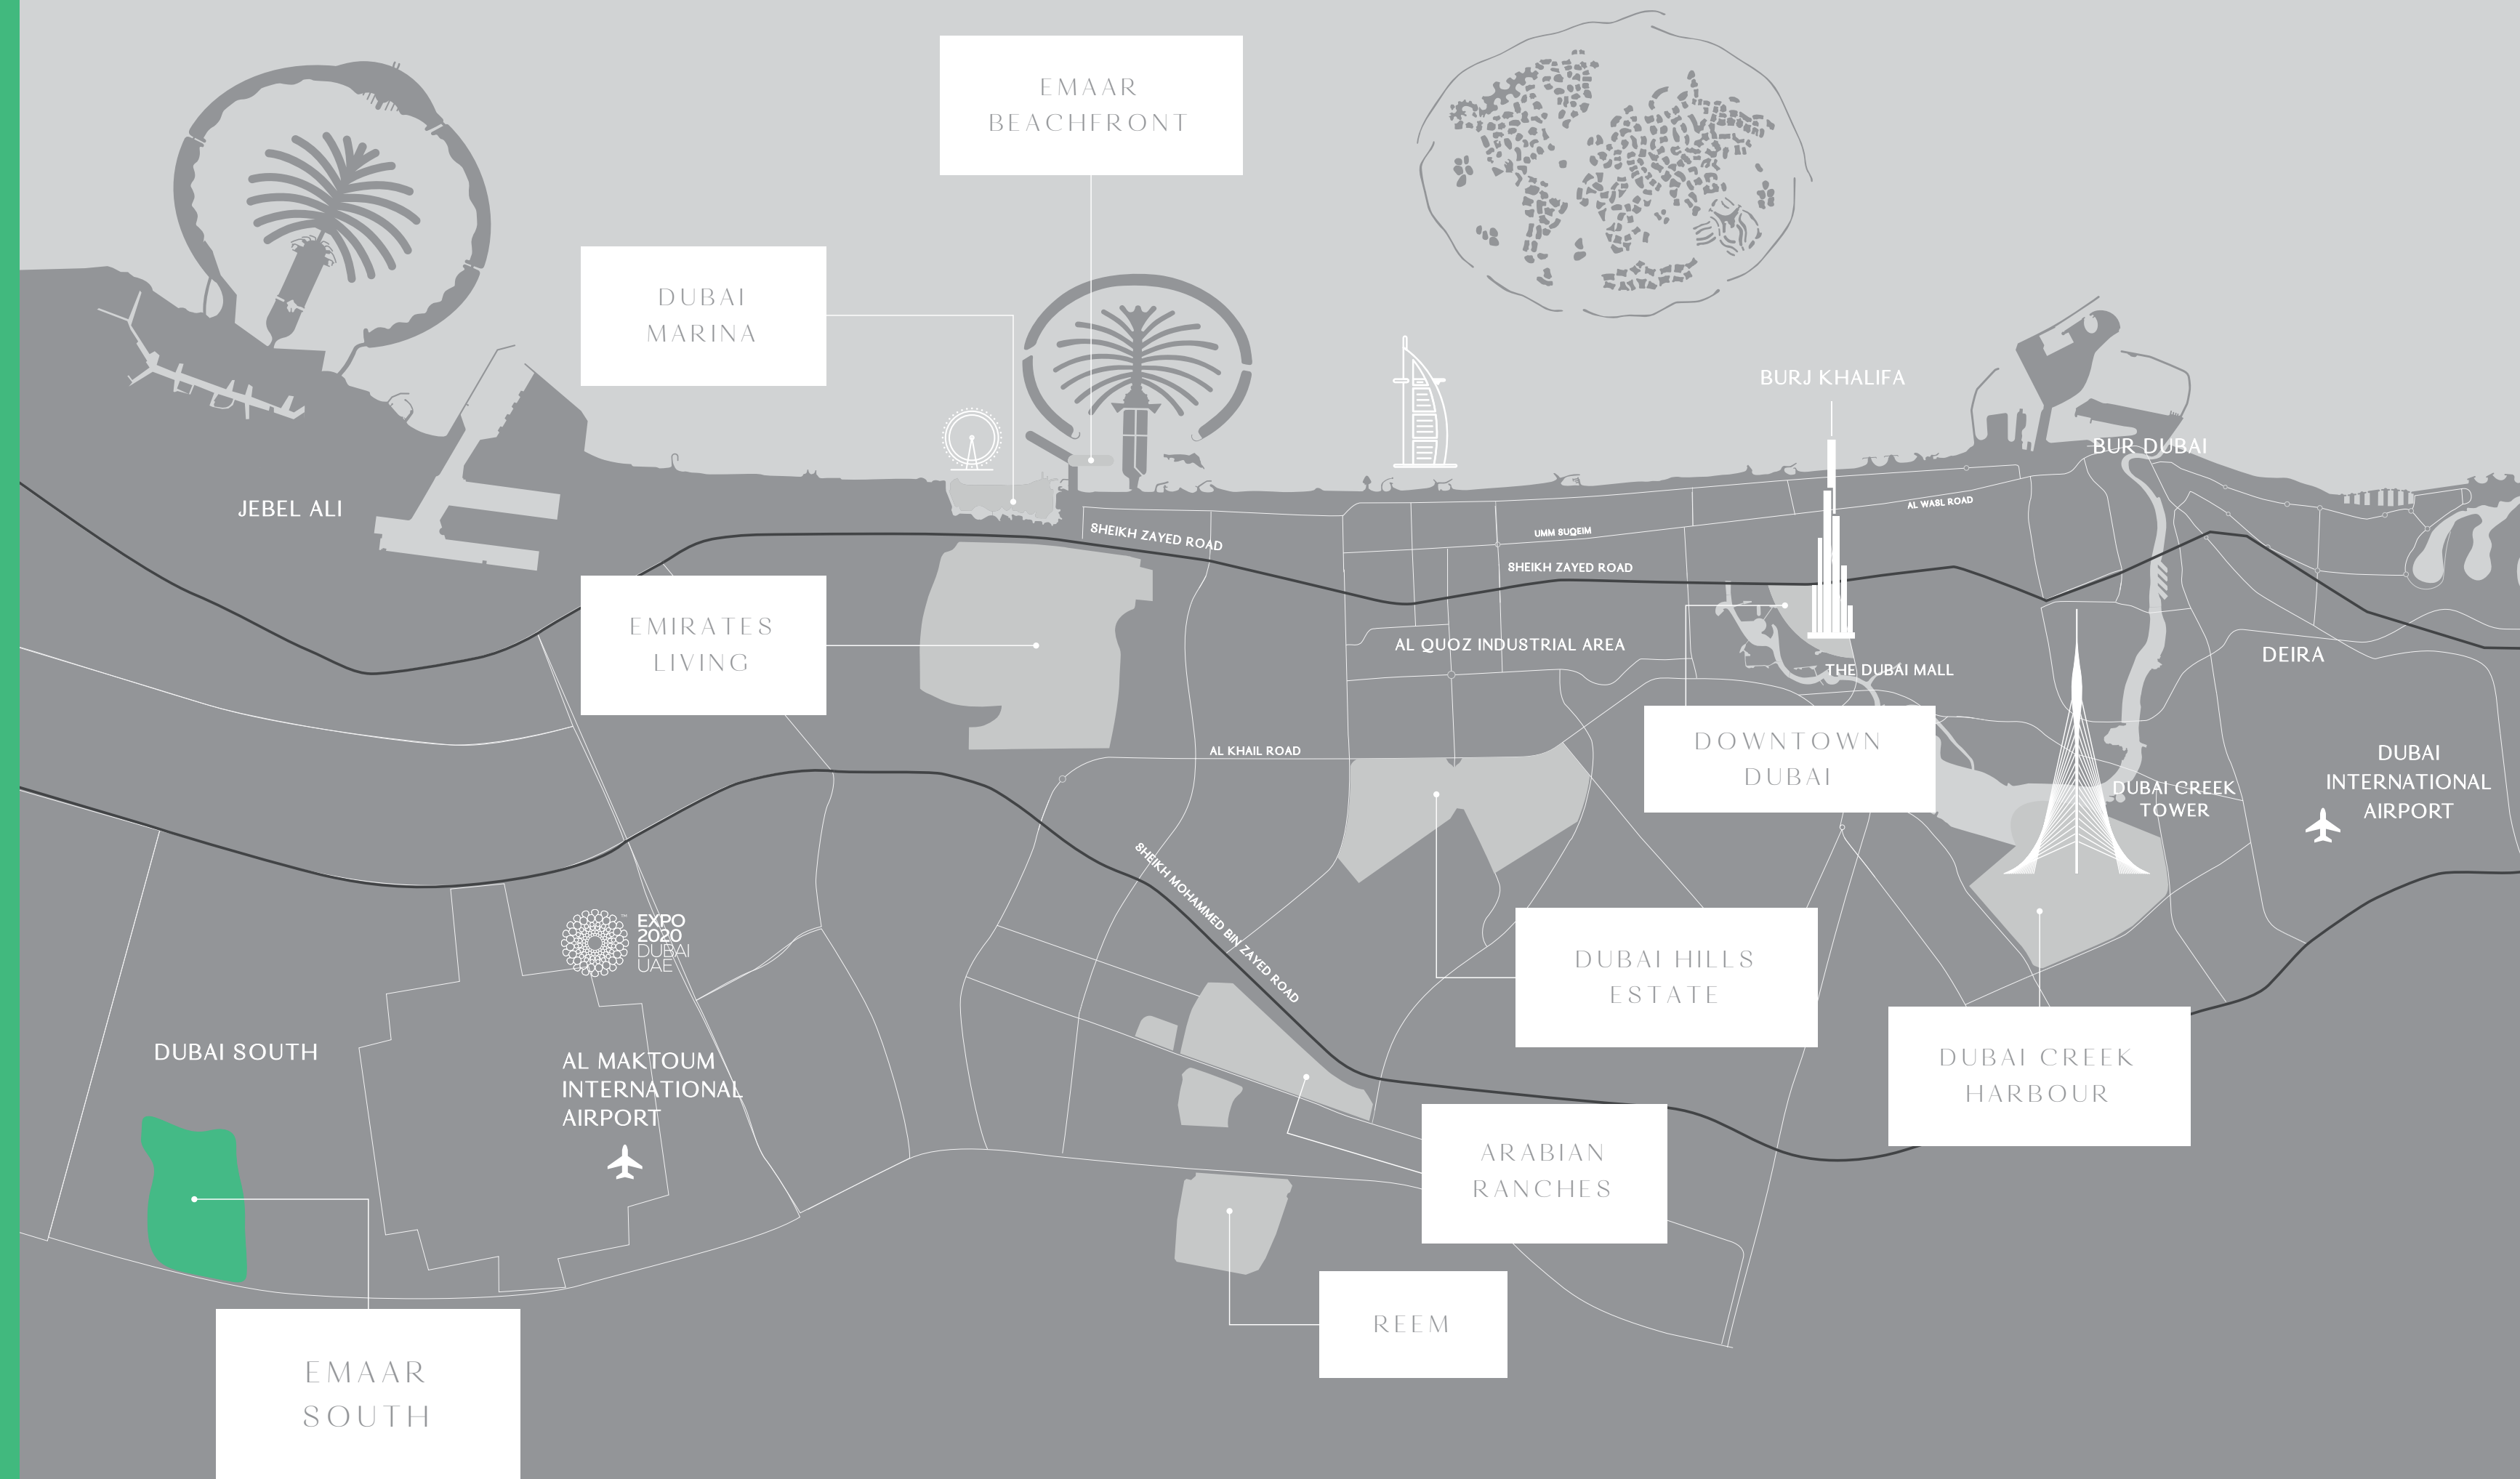 EMAAR
BEACHFRONT
DUBAI
MARINA
BURJ KHALIFA
BUR DUBAI
JEBEL ALI
SHEIKH ZAYED ROAD
UMM SUQEIM
AL WASL ROAD
SHEIKH ZAYED ROAD
EMIRATES
LIVING
AL QUOZ INDUSTRIAL AREA
THE DUBAI MALL
DEIRA
AL KHAIL ROAD
DOWNTOWN
DUBAI
DUBAI
INTERNATIONAL
AIRPORT
DUBAI CREEK
TOWER
SHEIKH MOHAMMED BIN ZAYED ROAD
EXPO
2020
DUBAI
UAE
™
DUBAI HILLS
ESTATE
DUBAI SOUTH
AL MAKTOUM
INTERNATIONAL
AIRPORT
DUBAI CREEK
HARBOUR
ARABIAN
RANCHES
REEM
EMAAR
SOUTH